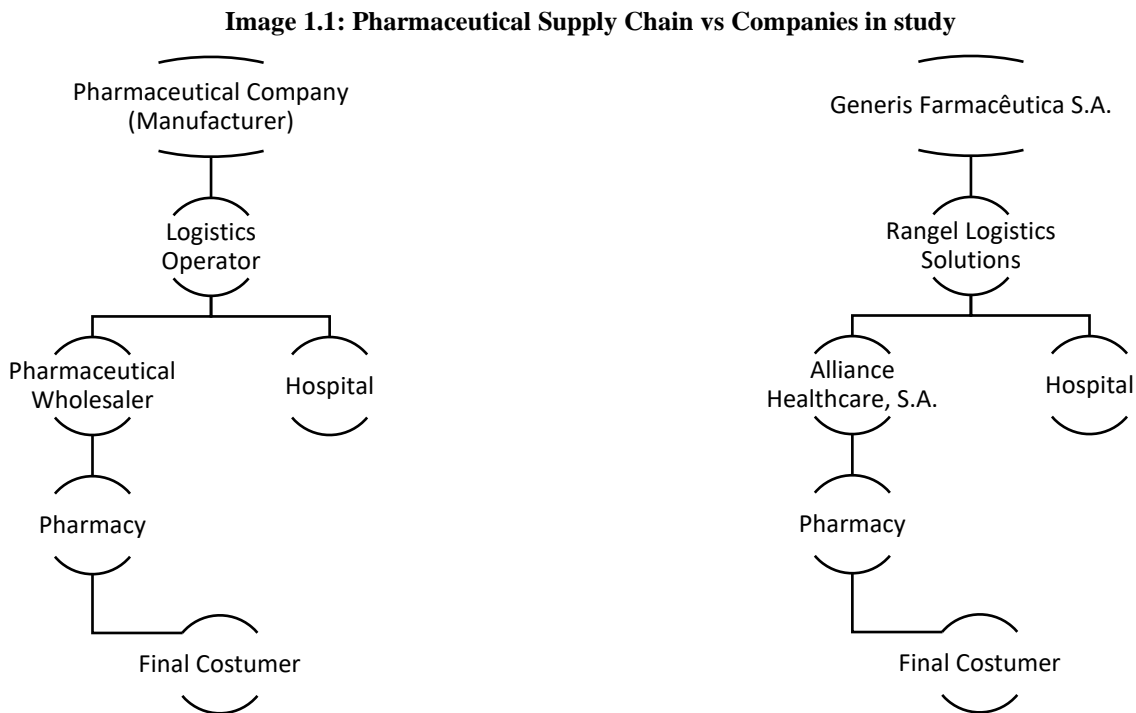 Image 1.1: Pharmaceutical Supply Chain vs Companies in study
Pharmaceutical Company
(Manufacturer)
Logistics
Operator
Pharmaceutical
Wholesaler
Hospital
Pharmacy
Final Costumer
Generis Farmacêutica S.A.
Rangel Logistics
Solutions
Alliance
Healthcare, S.A.
Hospital
Pharmacy
Final Costumer